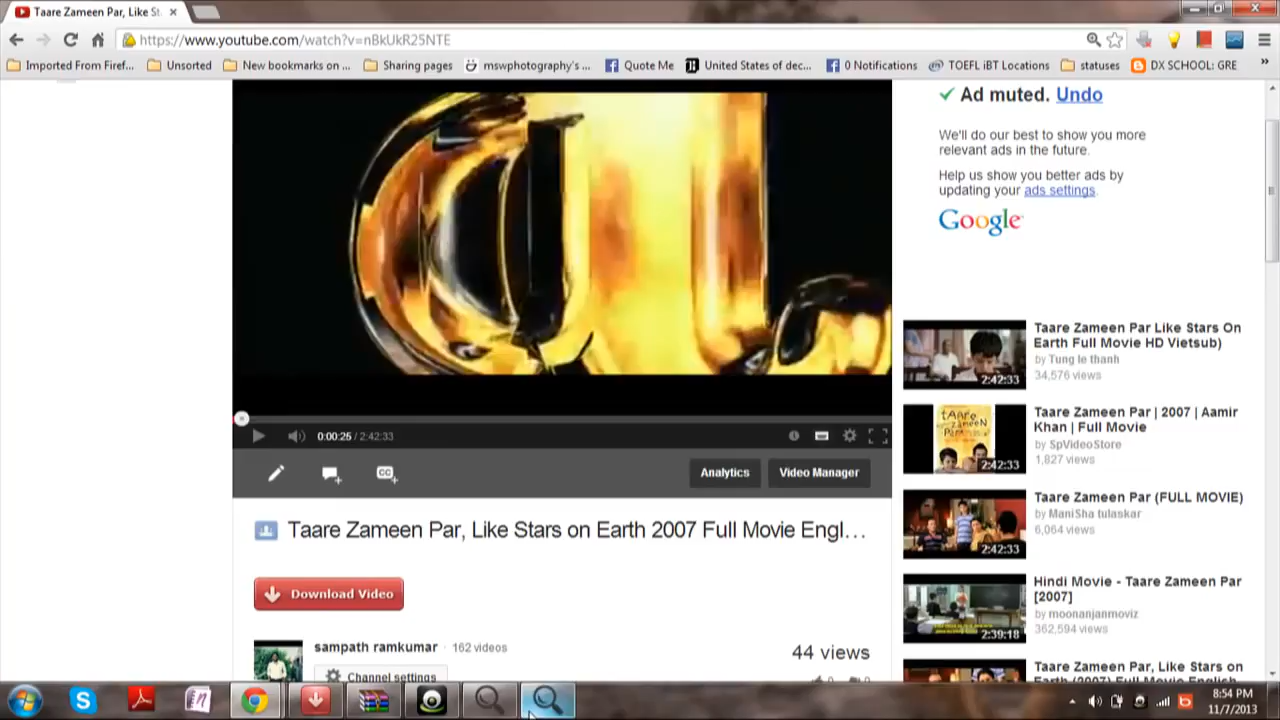 Taare Zameen Par, Like St
https://www.youtube.com/watch?v=nBkUkR25NTE
Imported From Firef...
Unsorted
New bookmarks on ...
Sharing pages
mswphotography's ...
Quote Me
United States of dec...
0 Notifications
TOEFL iBT Locations
statuses
DX SCHOOL: GRE
Ad muted. Undo
We'll do our best to show you more
relevant ads in the future.
Help us show you better ads by
updating your ads settings.
Google
Taare Zameen Par Like Stars On
Earth Full Movie HD Vietsub)
by Tung le thanh
34,576 views
2:42:33
Taare Zameen Par | 2007 | Aamir
Khan | Full Movie
by SpVideoStore
1,827 views
2:42:33
Taare Zameen Par (FULL MOVIE)
by ManiSha tulaskar
6,064 views
2:42:33
Hindi Movie - Taare Zameen Par
[2007]
by moonanjanmoviz
362,594 views
2:39:18
Taare Zameen Par, Like Stars on
Earth (2007) Full Movie English
0:00:25 / 2:42:33
CC
Analytics
Video Manager
Taare Zameen Par, Like Stars on Earth 2007 Full Movie Engl...
Download Video
sampath ramkumar · 162 videos
Channel settings
44 views
8:54 PM
11/7/2013